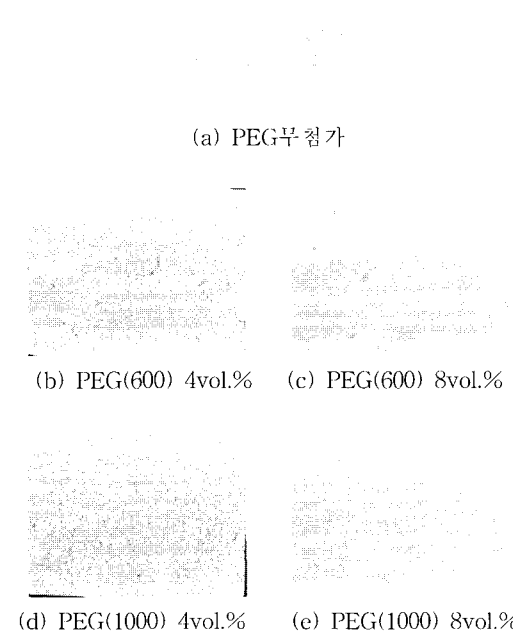 (a) PEG무첨가
(b) PEG(600) 4vol.%
(c) PEG(600) 8vol.%
(d) PEG(1000) 4vol.%
(e) PEG(1000) 8vol.%